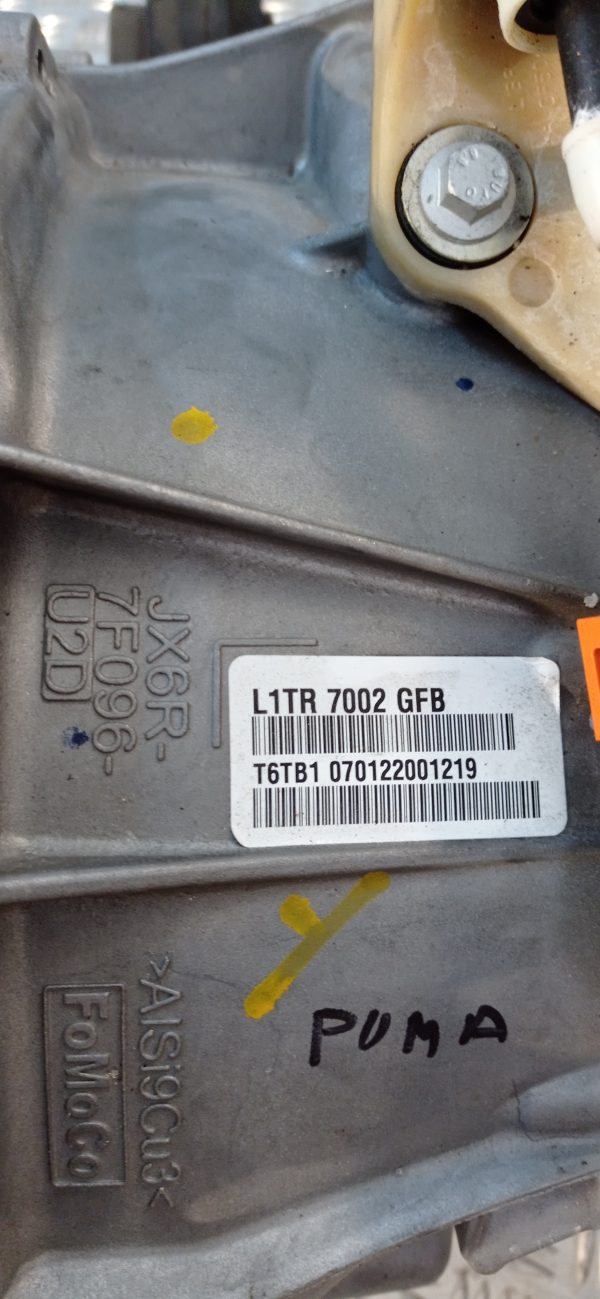 JX6R-
7F096-
U2D
L1TR 7002 GFB
T6TB1 070122001219
>AlSi9Cu3<
FoMoCo
PUMA